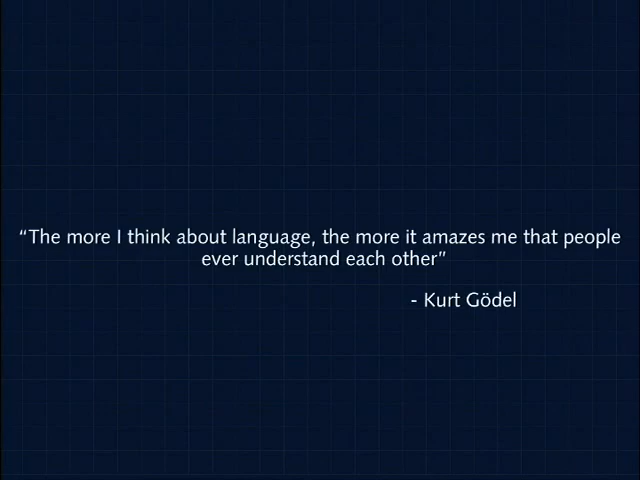 “The more I think about language, the more it amazes me that people
ever understand each other”
- Kurt Gödel